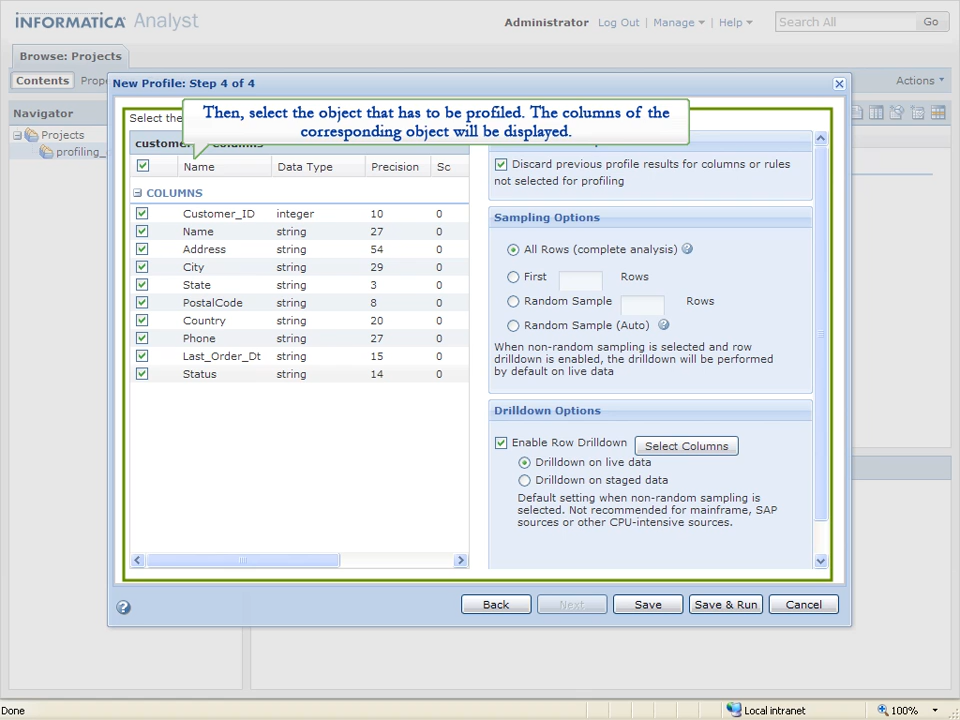 INFORMATICA Analyst
Administrator Log Out | Manage | Help
Search All Go
Browse: Projects
Contents Actions
New Profile: Step 4 of 4
Navigator
Projects
profiling_
Then, select the object that has to be profiled. The columns of the
corresponding object will be displayed.
Select the
Name Data Type Precision Sc
COLUMNS
Customer_ID integer 10 0
Name string 27 0
Address string 54 0
City string 29 0
State string 3 0
PostalCode string 8 0
Country string 20 0
Phone string 27 0
Last_Order_Dt string 15 0
Status string 14 0
Discard previous profile results for columns or rules
not selected for profiling
Sampling Options
All Rows (complete analysis)
First Rows
Random Sample Rows
Random Sample (Auto)
When non-random sampling is selected and row
drilldown is enabled, the drilldown will be performed
by default on live data
Drilldown Options
Enable Row Drilldown Select Columns
Drilldown on live data
Drilldown on staged data
Default setting when non-random sampling is
selected. Not recommended for mainframe, SAP
sources or other CPU-intensive sources.
Back Next Save Save & Run Cancel
Done Local intranet 100%